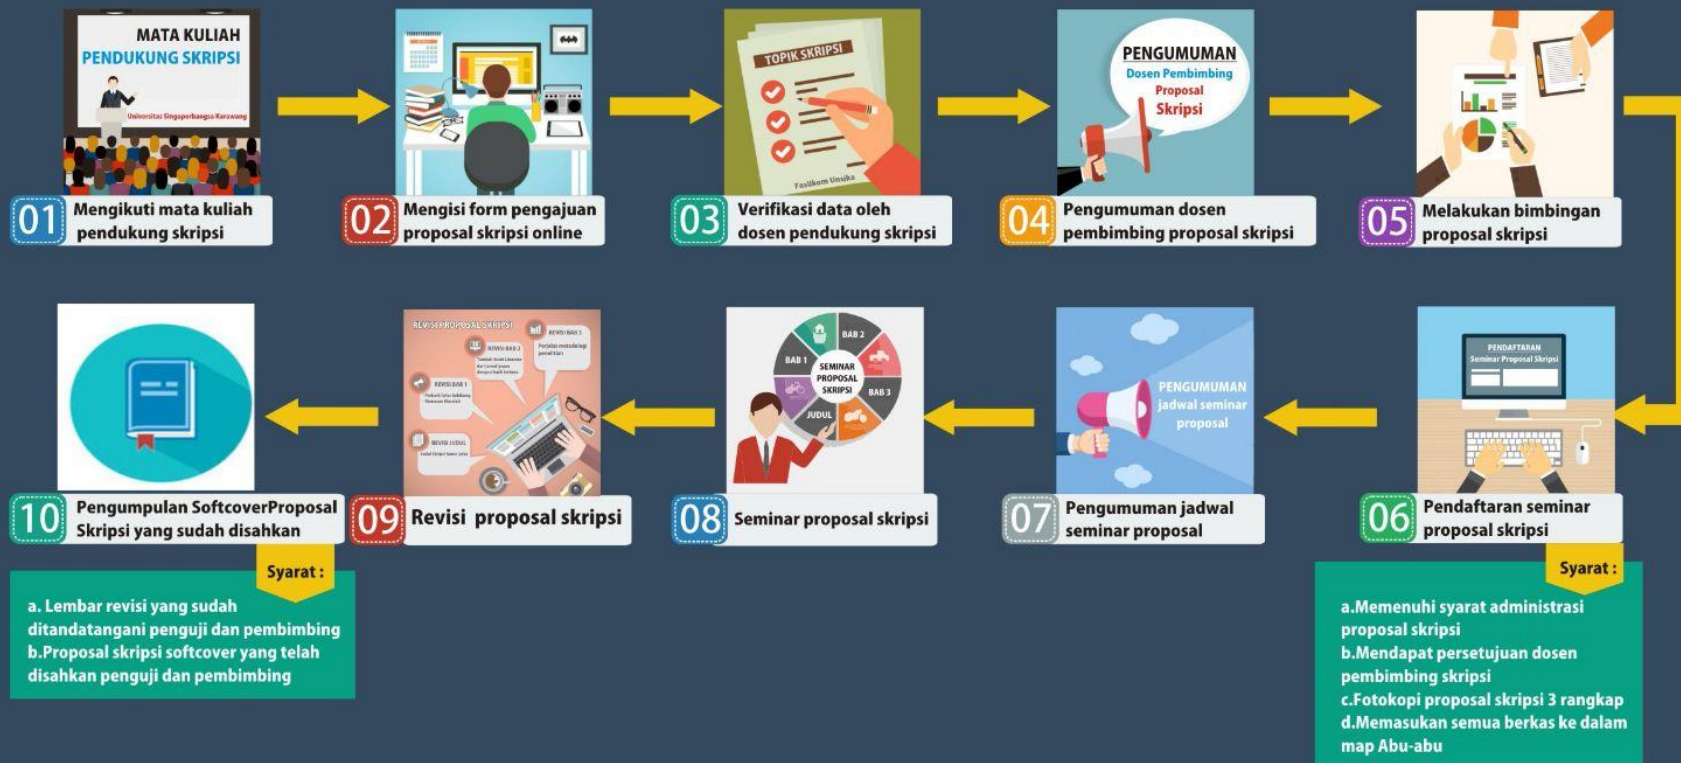 MATA KULIAH
PENDUKUNG SKRIPSI
Universitas Singaperbangsa Karawang
01
Mengikuti mata kuliah
pendukung skripsi
02
Mengisi form pengajuan
proposal skripsi online
TOPIK SKRIPSI
Fasilkom Unsika
03
Verifikasi data oleh
dosen pendukung skripsi
PENGUMUMAN
Dosen Pembimbing
Proposal
Skripsi
04
Pengumuman dosen
pembimbing proposal skripsi
05
Melakukan bimbingan
proposal skripsi
PENDAFTARAN
Seminar Proposal Skripsi
06
Pendaftaran seminar
proposal skripsi
Syarat :
a.Memenuhi syarat administrasi
proposal skripsi
b.Mendapat persetujuan dosen
pembimbing skripsi
c.Fotokopi proposal skripsi 3 rangkap
d.Memasukan semua berkas ke dalam
map Abu-abu
PENGUMUMAN
jadwal seminar
proposal
07
Pengumuman jadwal
seminar proposal
BAB 2
BAB 1
SEMINAR
PROPOSAL
SKRIPSI
BAB 3
JUDUL
08
Seminar proposal skripsi
REVISI PROPOSAL SKRIPSI
REVISI BAB 3
Perjelas metodologi
penelitian
REVISI BAB 2
REVISI BAB 1
REVISI JUDUL
09
Revisi proposal skripsi
10
Pengumpulan SoftcoverProposal
Skripsi yang sudah disahkan
Syarat :
a. Lembar revisi yang sudah
ditandatangani penguji dan pembimbing
b.Proposal skripsi softcover yang telah
disahkan penguji dan pembimbing